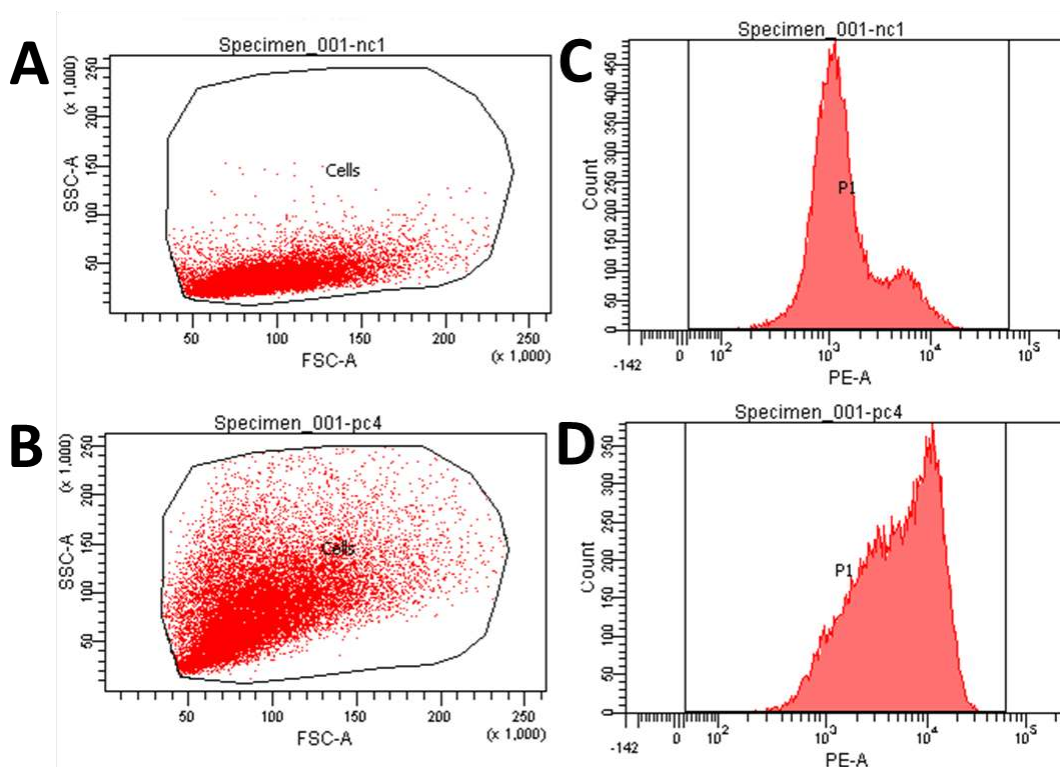 A
Specimen_001-nc1
(x 1,000)
SSC-A
250
200
150
100
50
Cells
50 100 150 200 250
FSC-A
(x 1,000)
C
Specimen_001-nc1
Count
450
400
350
300
250
200
150
100
50
0
P1
-142 0 10² 10³ 10⁴ 10⁵
PE-A
B
Specimen_001-pc4
(x 1,000)
SSC-A
250
200
150
100
50
Cells
50 100 150 200 250
FSC-A
(x 1,000)
D
Specimen_001-pc4
Count
350
300
250
200
150
100
50
0
P1
-142 0 10² 10³ 10⁴ 10⁵
PE-A